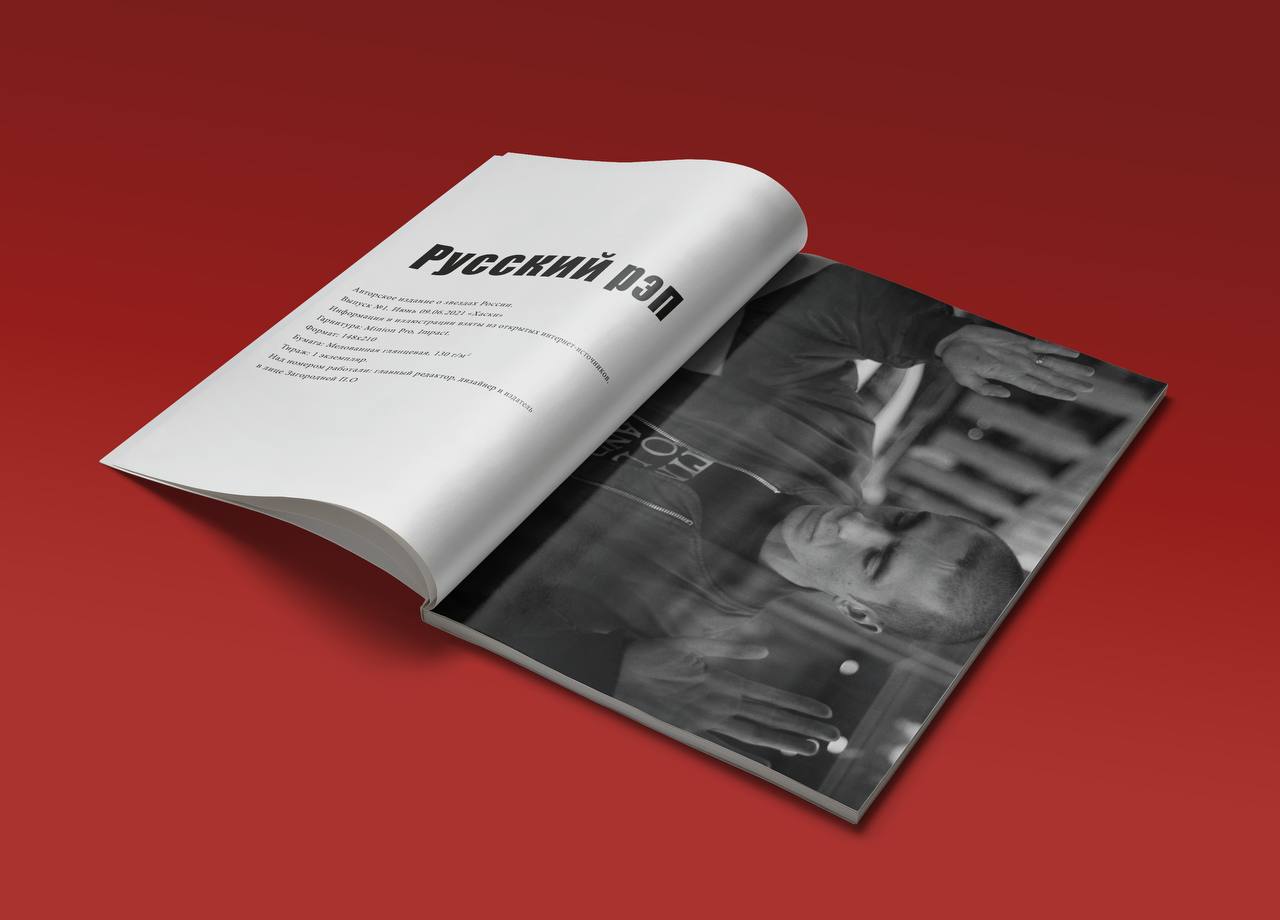 Русский рэп
Авторское издание о звездах России.
Выпуск №1. Июнь 09.06.2021 «Хаски»
Информация и иллюстрации взяты из открытых интернет-источников.
Гарнитура: Minion Pro, Impact.
Формат: 148x210
Бумага: Мелованная глянцевая. 130 г/м²
Тираж: 1 экземпляр.
Над номером работали: главный редактор, дизайнер и издатель
в лице Загородней П.О